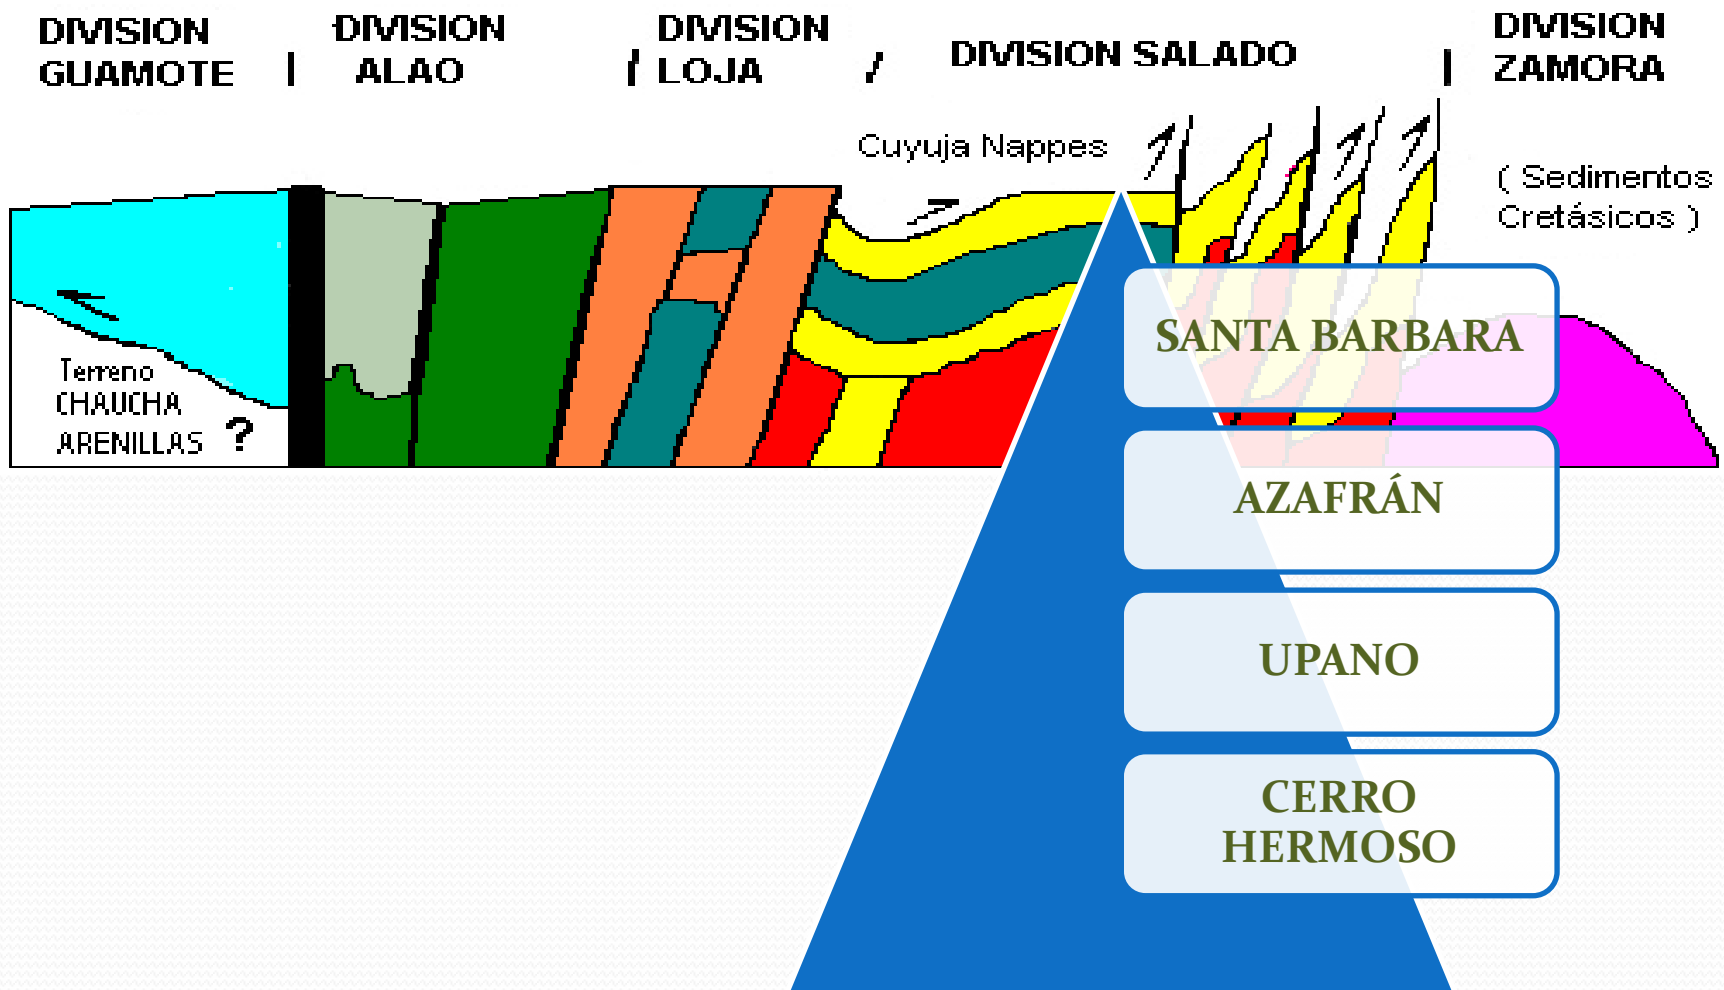 DIVISION
GUAMOTE
DIVISION
ALAO
DIVISION
LOJA
DIVISION SALADO
DIVISION
ZAMORA
Cuyuja Nappes
( Sedimentos
Cretásicos )
Terreno
CHAUCHA
ARENILLAS ?
SANTA BARBARA
AZAFRÁN
UPANO
CERRO
HERMOSO